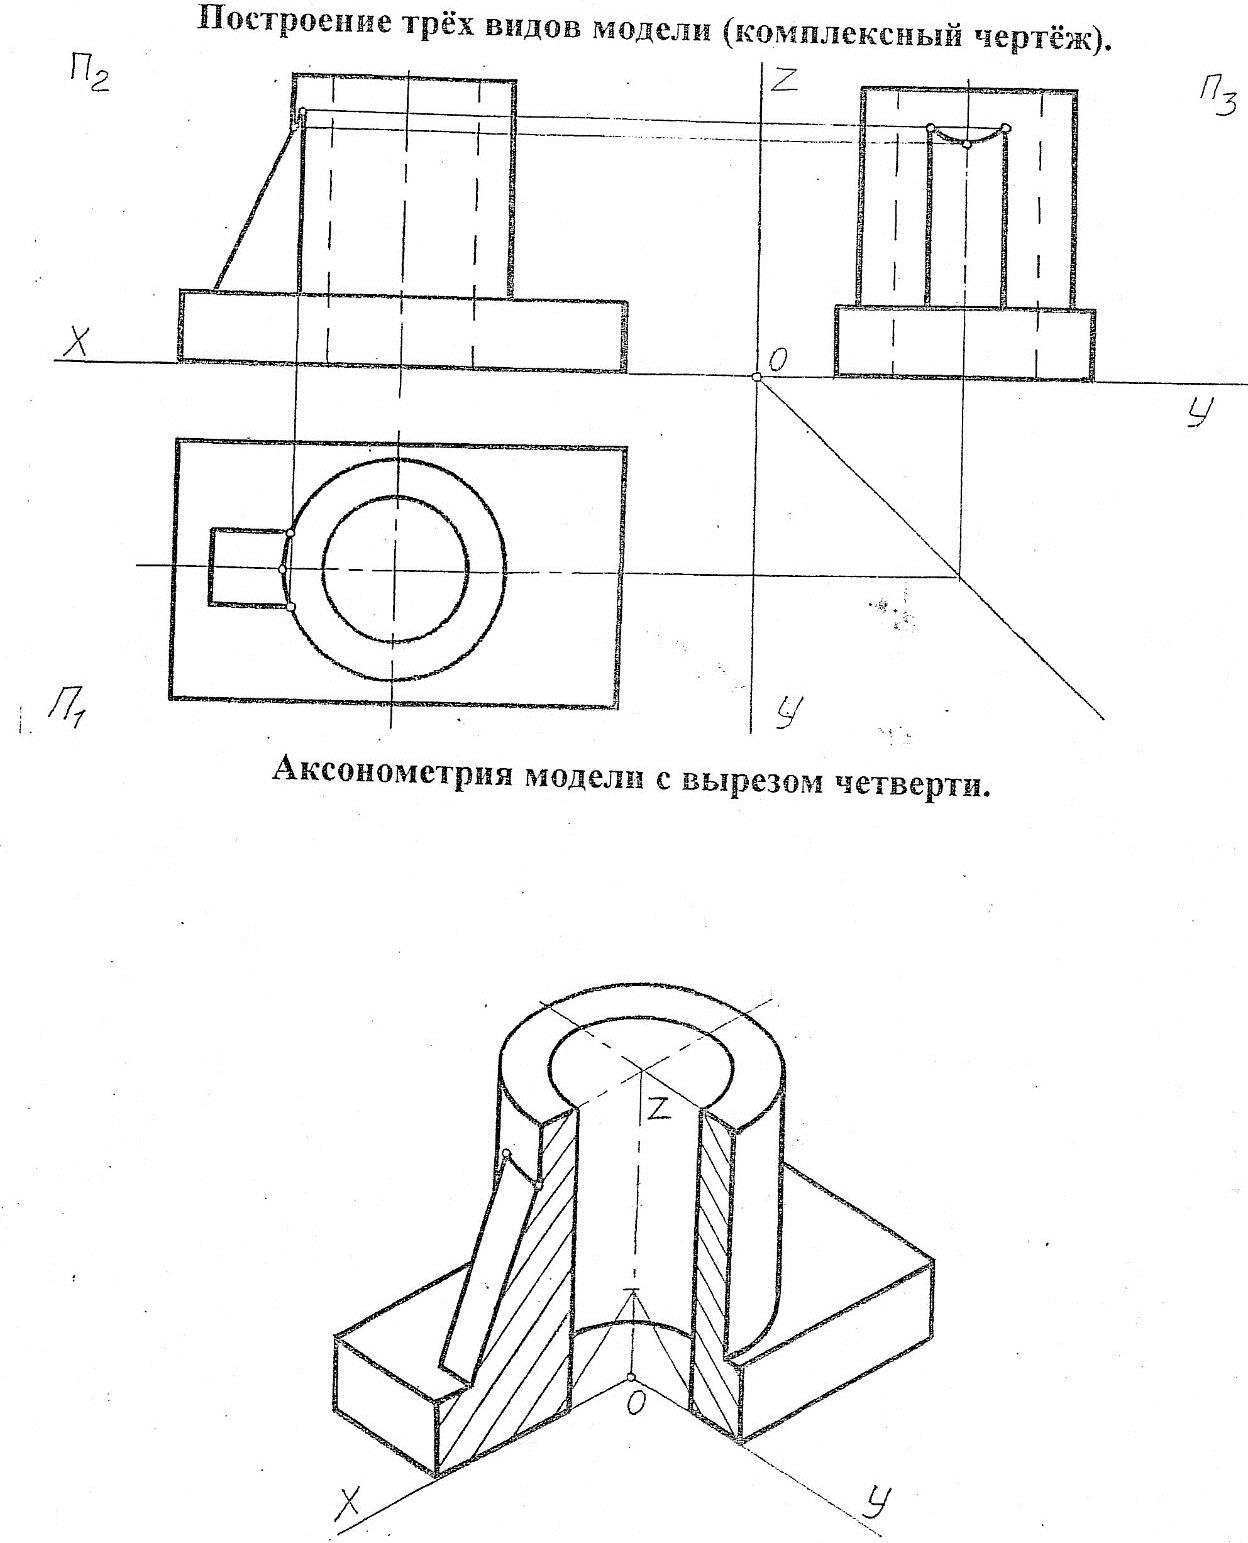 Построение трёх видов модели (комплексный чертёж).
П2
Z
П3
X
O
У
П1
У
Аксонометрия модели с вырезом четверти.
Z
O
X
У